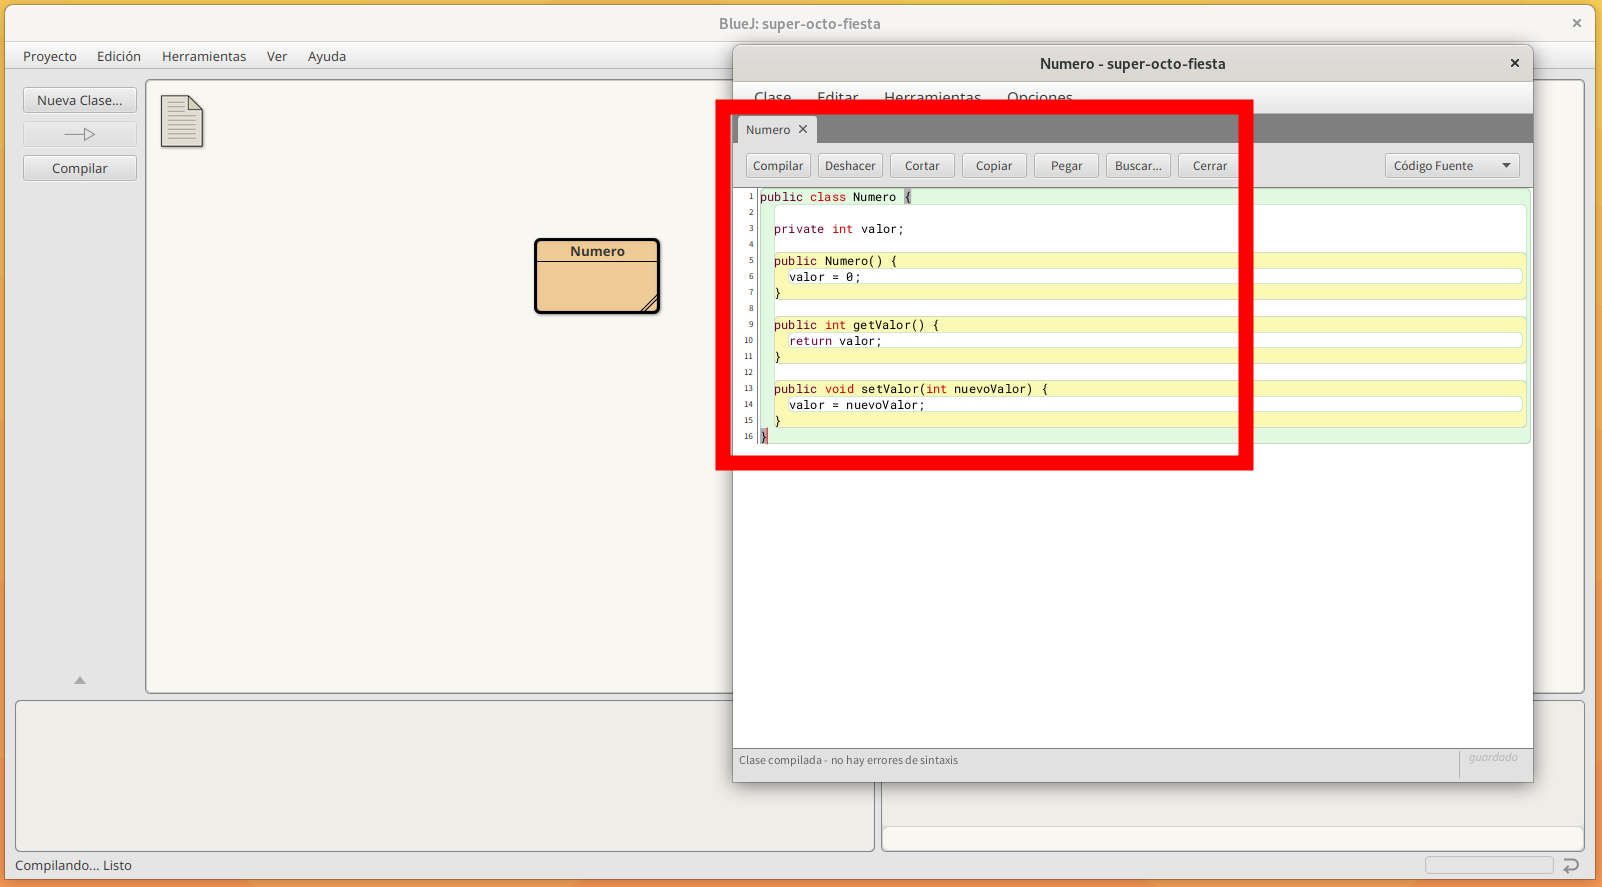 BlueJ: super-octo-fiesta
Proyecto Edición Herramientas Ver Ayuda
Nueva Clase...
Compilar
Numero
Numero - super-octo-fiesta
Clase Editar Herramientas Opciones
Numero
Compilar Deshacer Cortar Copiar Pegar Buscar... Cerrar Código Fuente
1 public class Numero {
2
3 private int valor;
4
5 public Numero() {
6 valor = 0;
7 }
8
9 public int getValor() {
10 return valor;
11 }
12
13 public void setValor(int nuevoValor) {
14 valor = nuevoValor;
15 }
16 }
Clase compilada - no hay errores de sintaxis
guardado
Compilando... Listo